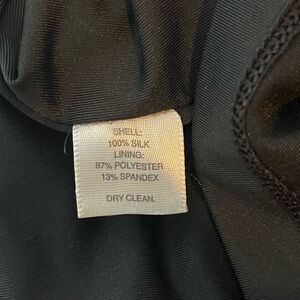 SHELL:
100% SILK
LINING:
87% POLYESTER
13% SPANDEX
DRY CLEAN.